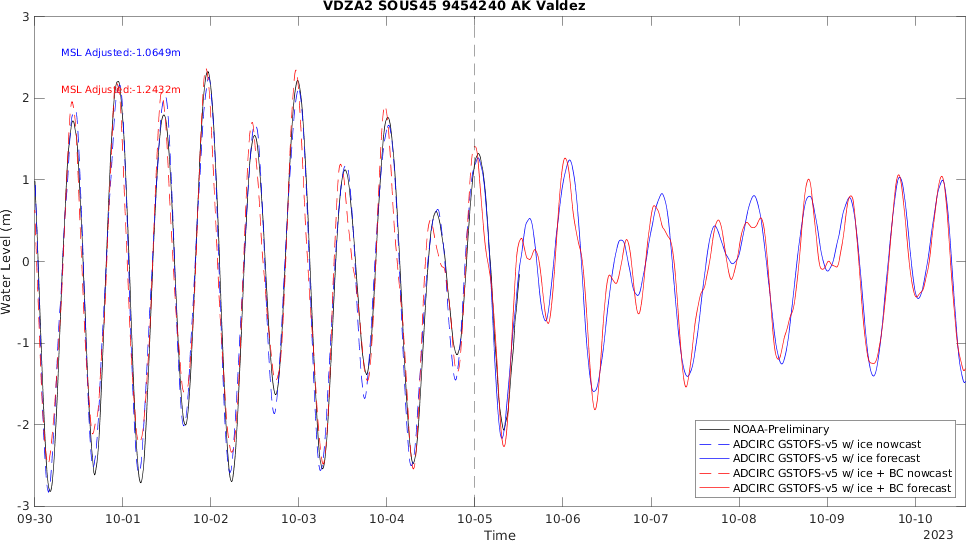 VDZA2 SOUS45 9454240 AK Valdez
MSL Adjusted:-1.0649m
MSL Adjusted:-1.2432m
Water Level (m)
3
2
1
0
-1
-2
-3
09-30
10-01
10-02
10-03
10-04
10-05
10-06
10-07
10-08
10-09
10-10
Time
2023
NOAA-Preliminary
ADCIRC GSTOFS-v5 w/ ice nowcast
ADCIRC GSTOFS-v5 w/ ice forecast
ADCIRC GSTOFS-v5 w/ ice + BC nowcast
ADCIRC GSTOFS-v5 w/ ice + BC forecast